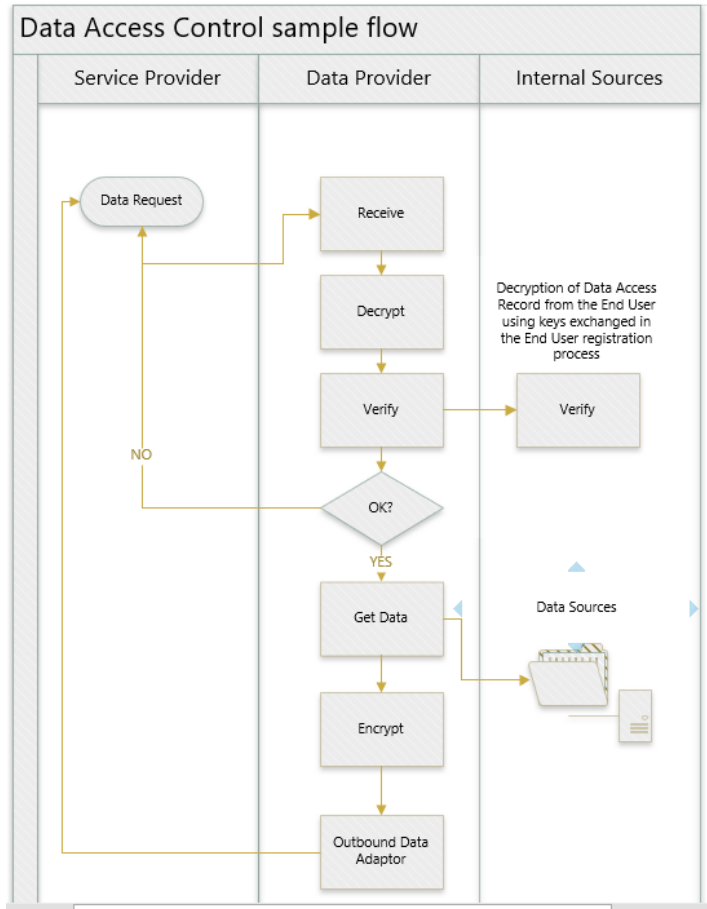 Data Access Control sample flow
Service Provider
Data Provider
Internal Sources
Data Request
Receive
Decrypt
Decryption of Data Access
Record from the End User
using keys exchanged in
the End User registration
process
Verify
Verify
NO
OK?
YES
Get Data
Data Sources
Encrypt
Outbound Data
Adaptor